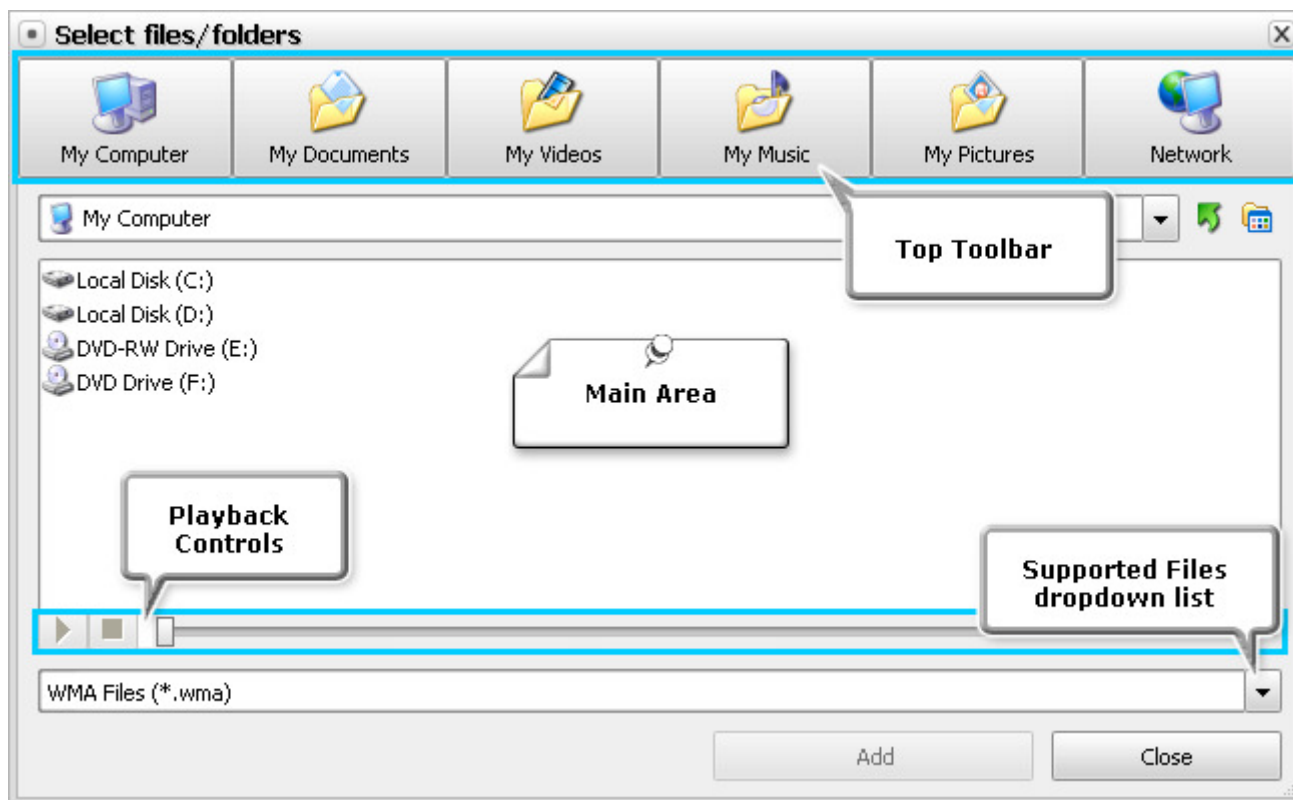 Select files/folders
My Computer
My Documents
My Videos
My Music
My Pictures
Network
My Computer
Top Toolbar
Local Disk (C:)
Local Disk (D:)
DVD-RW Drive (E:)
DVD Drive (F:)
Main Area
Playback
Controls
Supported Files
dropdown list
WMA Files (*.wma)
Add
Close